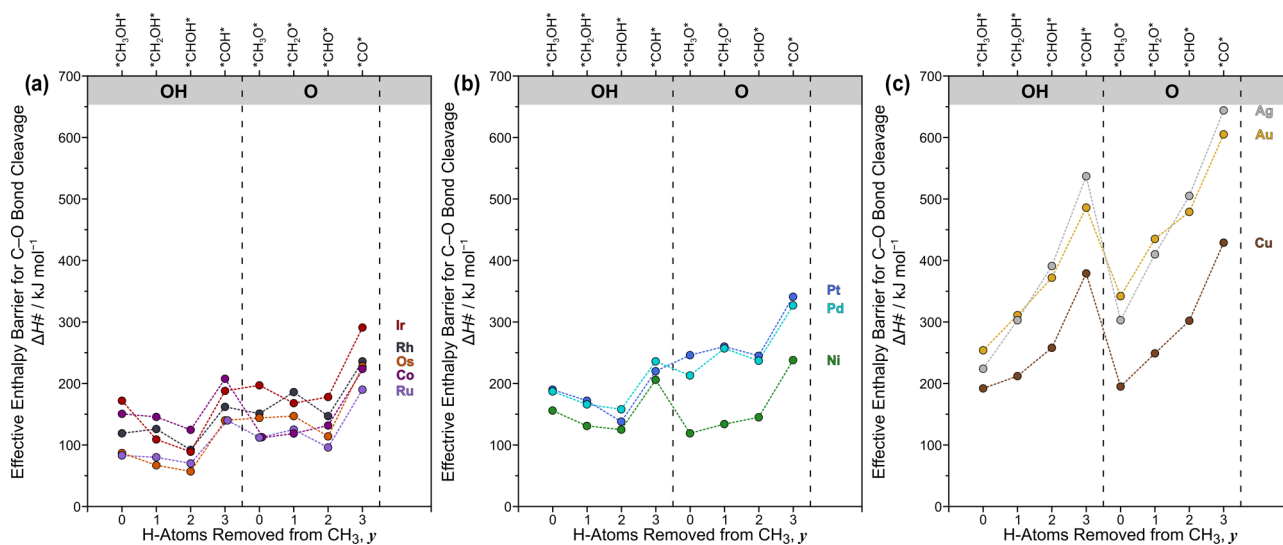 *CH₃OH*
*CH₂OH*
*CHOH*
*COH*
*CH₃O*
*CH₂O*
*CHO*
*CO*
(a)
OH
O
700
600
500
400
300
200
100
0
Effective Enthalpy Barrier for C–O Bond Cleavage
ΔH‡ / kJ mol⁻¹
Ir
Rh
Os
Co
Ru
0 1 2 3 0 1 2 3
H-Atoms Removed from CH₃, y
*CH₃OH*
*CH₂OH*
*CHOH*
*COH*
*CH₃O*
*CH₂O*
*CHO*
*CO*
(b)
OH
O
700
600
500
400
300
200
100
0
Effectrive Enthalpy Barrier for C–O Bond Cleavage
ΔH‡ / kJ mol⁻¹
Pt
Pd
Ni
0 1 2 3 0 1 2 3
H-Atoms Removed from CH₃, y
*CH₃OH*
*CH₂OH*
*CHOH*
*COH*
*CH₃O*
*CH₂O*
*CHO*
*CO*
(c)
OH
O
700
600
500
400
300
200
100
0
Effective Enthalpy Barrier for C–O Bond Cleavage
ΔH‡ / kJ mol⁻¹
Ag
Au
Cu
0 1 2 3 0 1 2 3
H-Atoms Removed from CH₃, y